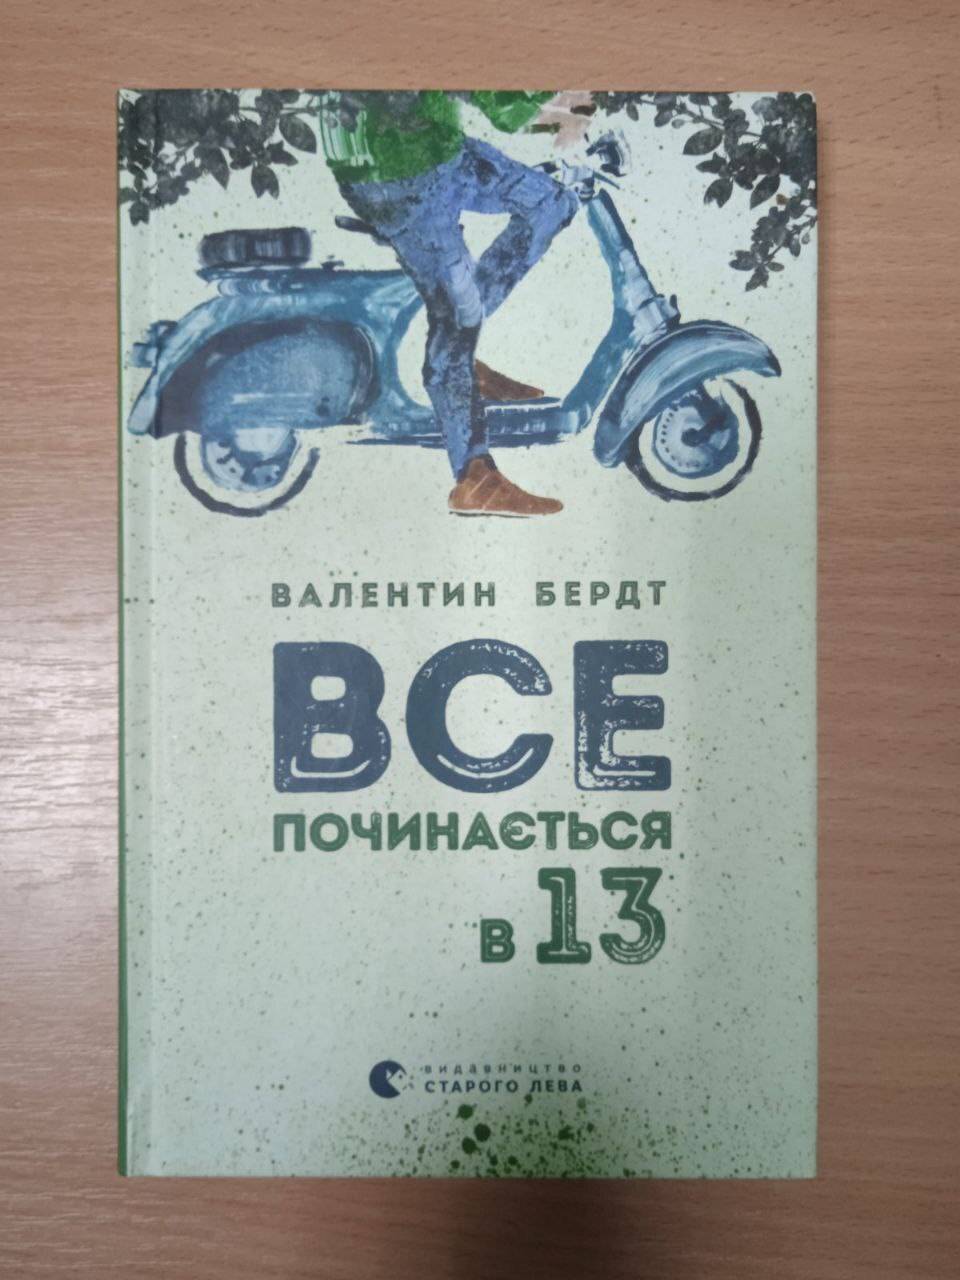 ВАЛЕНТИН БЕРДТ
ВСЕ
ПОЧИНАЄТЬСЯ
В 13
видавництво
СТАРОГО ЛЕВА